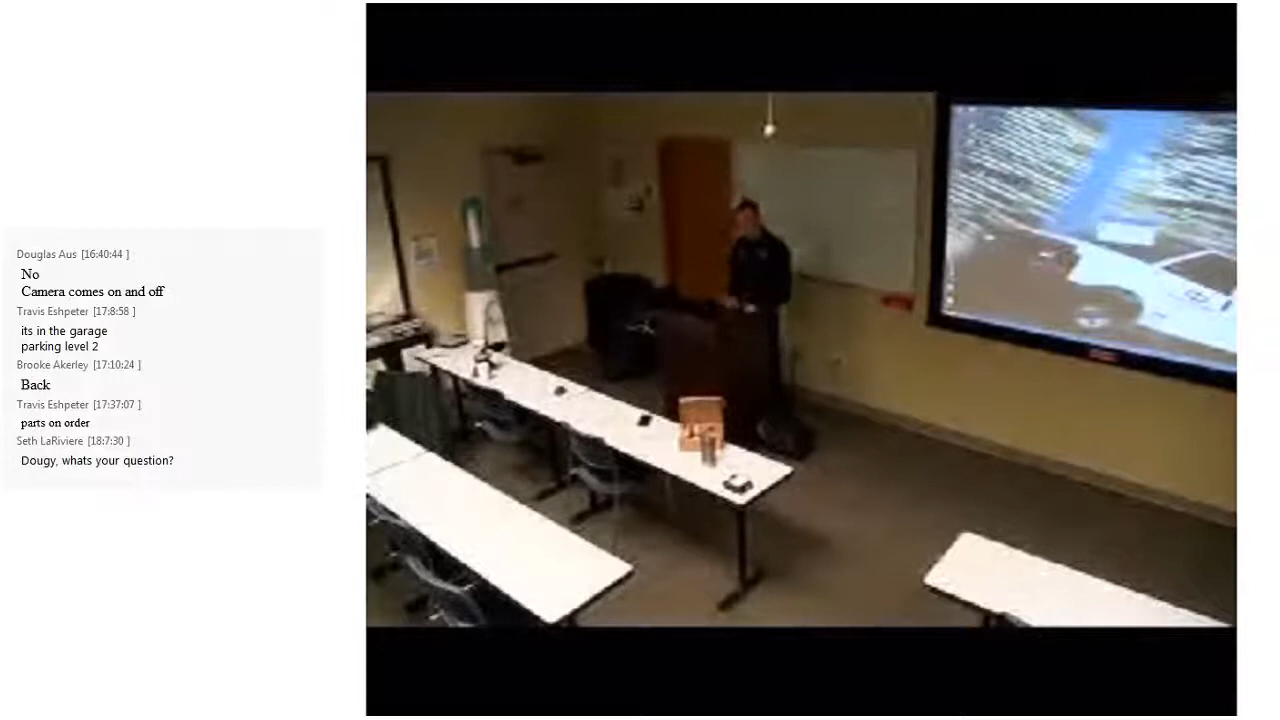 Douglas Aus [16:40:44 ]
No
Camera comes on and off
Travis Eshpeter [17:8:58 ]
its in the garage
parking level 2
Brooke Akerley [17:10:24 ]
Back
Travis Eshpeter [17:37:07 ]
parts on order
Seth LaRiviere [18:7:30 ]
Dougy, whats your question?